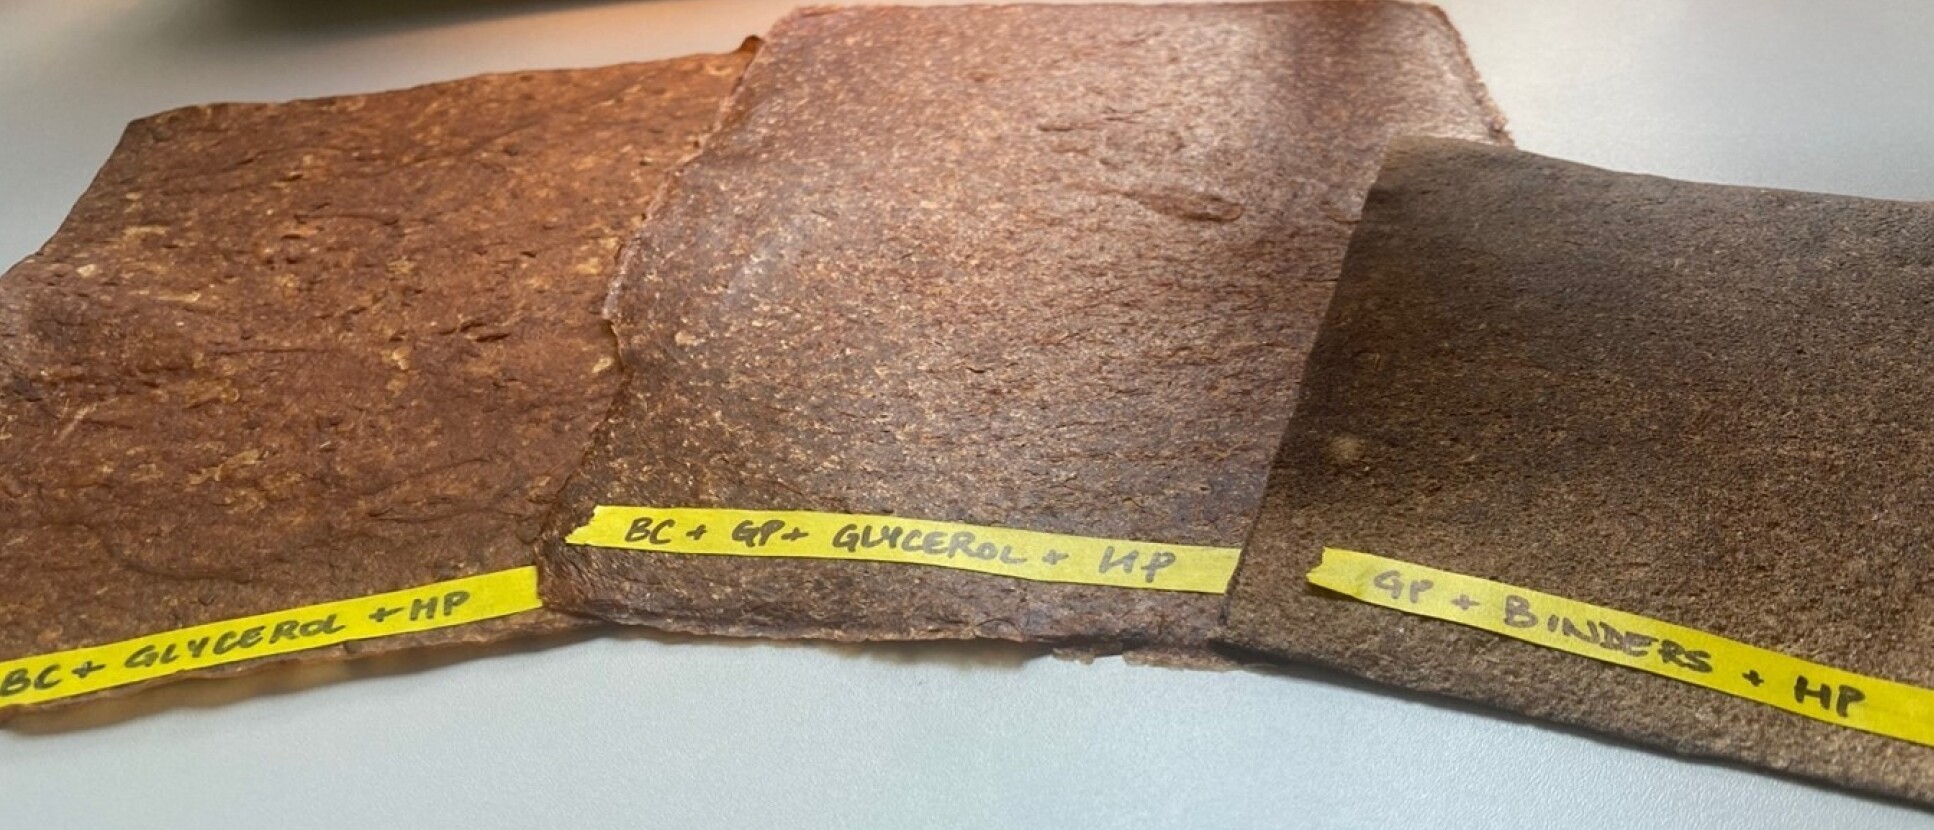 BC + GLYCEROL + HP
BC + GP + GLYCEROL + HP
GP + BINDERS + HP